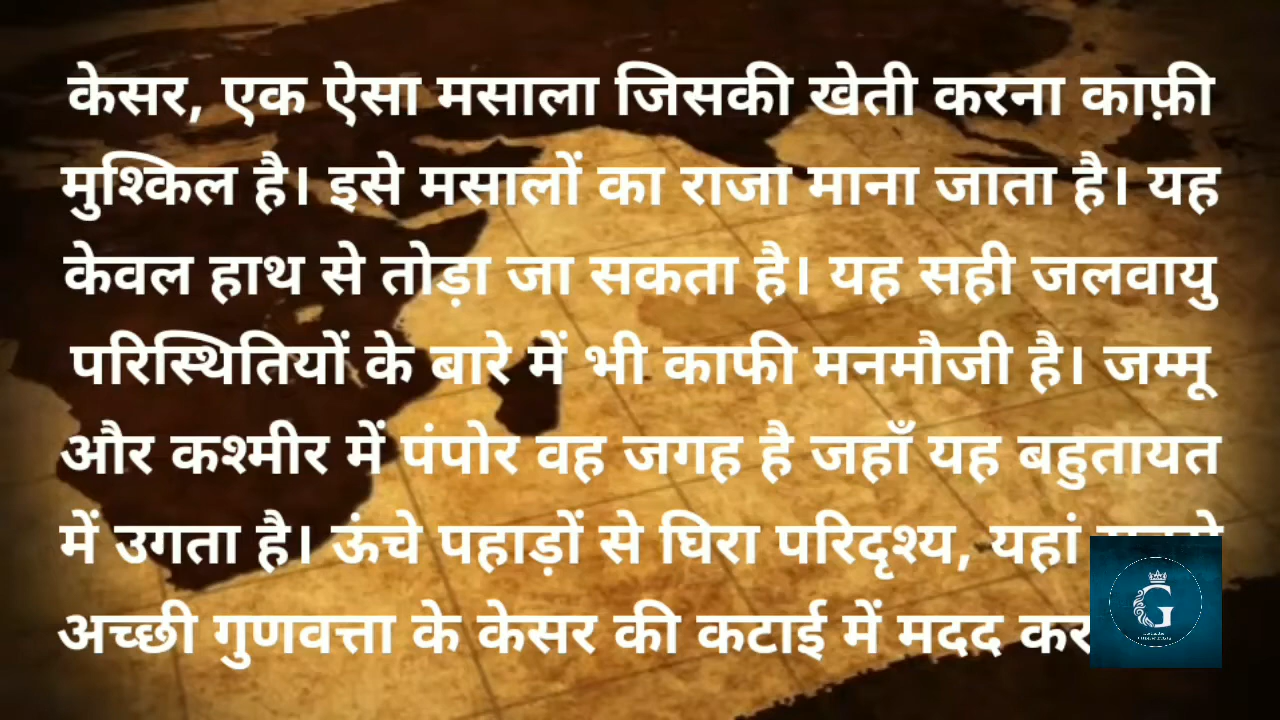 केसर, एक ऐसा मसाला जिसकी खेती करना काफ़ी
मुश्किल है। इसे मसालों का राजा माना जाता है। यह
केवल हाथ से तोड़ा जा सकता है। यह सही जलवायु
परिस्थितियों के बारे में भी काफी मनमौजी है। जम्मू
और कश्मीर में पंपोर वह जगह है जहाँ यह बहुतायत
में उगता है। ऊंचे पहाड़ों से घिरा परिदृश्य, यहां
अच्छी गुणवत्ता के केसर की कटाई में मदद कर
G